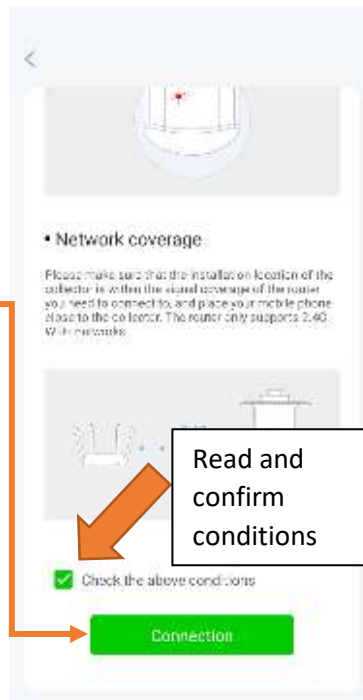 • Network coverage
Please make sure that the installation location of the
collector is within the signal coverage of the router
you need to connect to, and place your mobile phone
close to the collector. The router only supports 2.4G
Wi-Fi networks
Read and
confirm
conditions
Check the above conditions
Connection